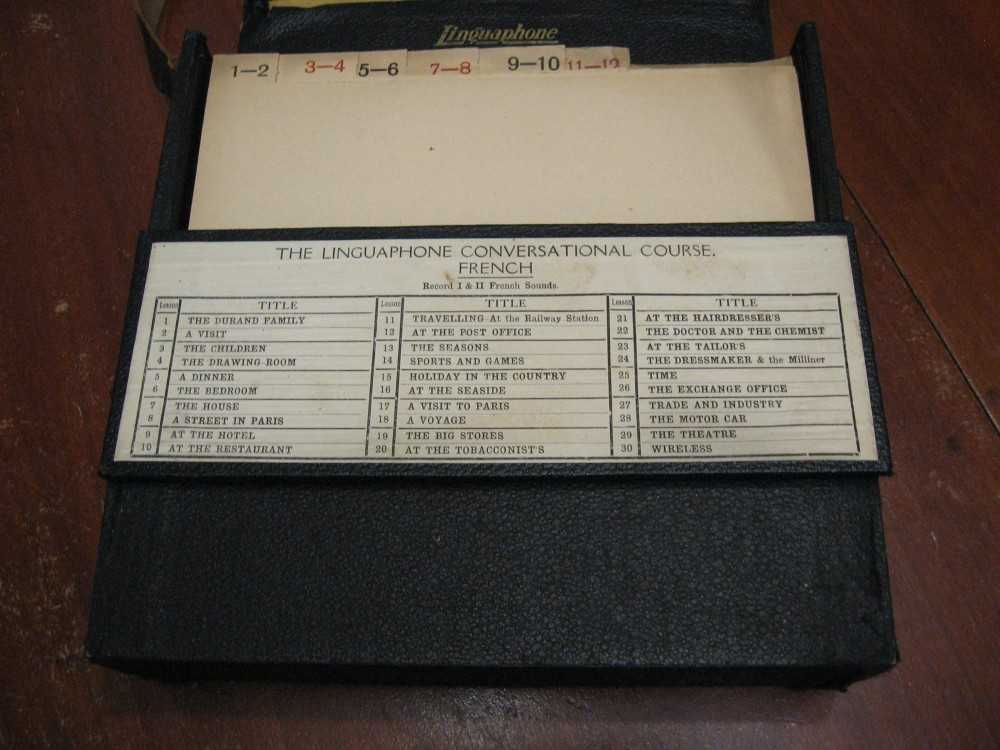 Linguaphone
1—2 3—4 5—6 7—8 9—10 11—12
THE LINGUAPHONE CONVERSATIONAL COURSE.
FRENCH
Record I & II French Sounds.
Lesson TITLE
1 THE DURAND FAMILY
2 A VISIT
3 THE CHILDREN
4 THE DRAWING-ROOM
5 A DINNER
6 THE BEDROOM
7 THE HOUSE
8 A STREET IN PARIS
9 AT THE HOTEL
10 AT THE RESTAURANT
Lesson TITLE
11 TRAVELLING At the Railway Station
12 AT THE POST OFFICE
13 THE SEASONS
14 SPORTS AND GAMES
15 HOLIDAY IN THE COUNTRY
16 AT THE SEASIDE
17 A VISIT TO PARIS
18 A VOYAGE
19 THE BIG STORES
20 AT THE TOBACCONIST'S
Lesson TITLE
21 AT THE HAIRDRESSER'S
22 THE DOCTOR AND THE CHEMIST
23 AT THE TAILOR'S
24 THE DRESSMAKER & the Milliner
25 TIME
26 THE EXCHANGE OFFICE
27 TRADE AND INDUSTRY
28 THE MOTOR CAR
29 THE THEATRE
30 WIRELESS